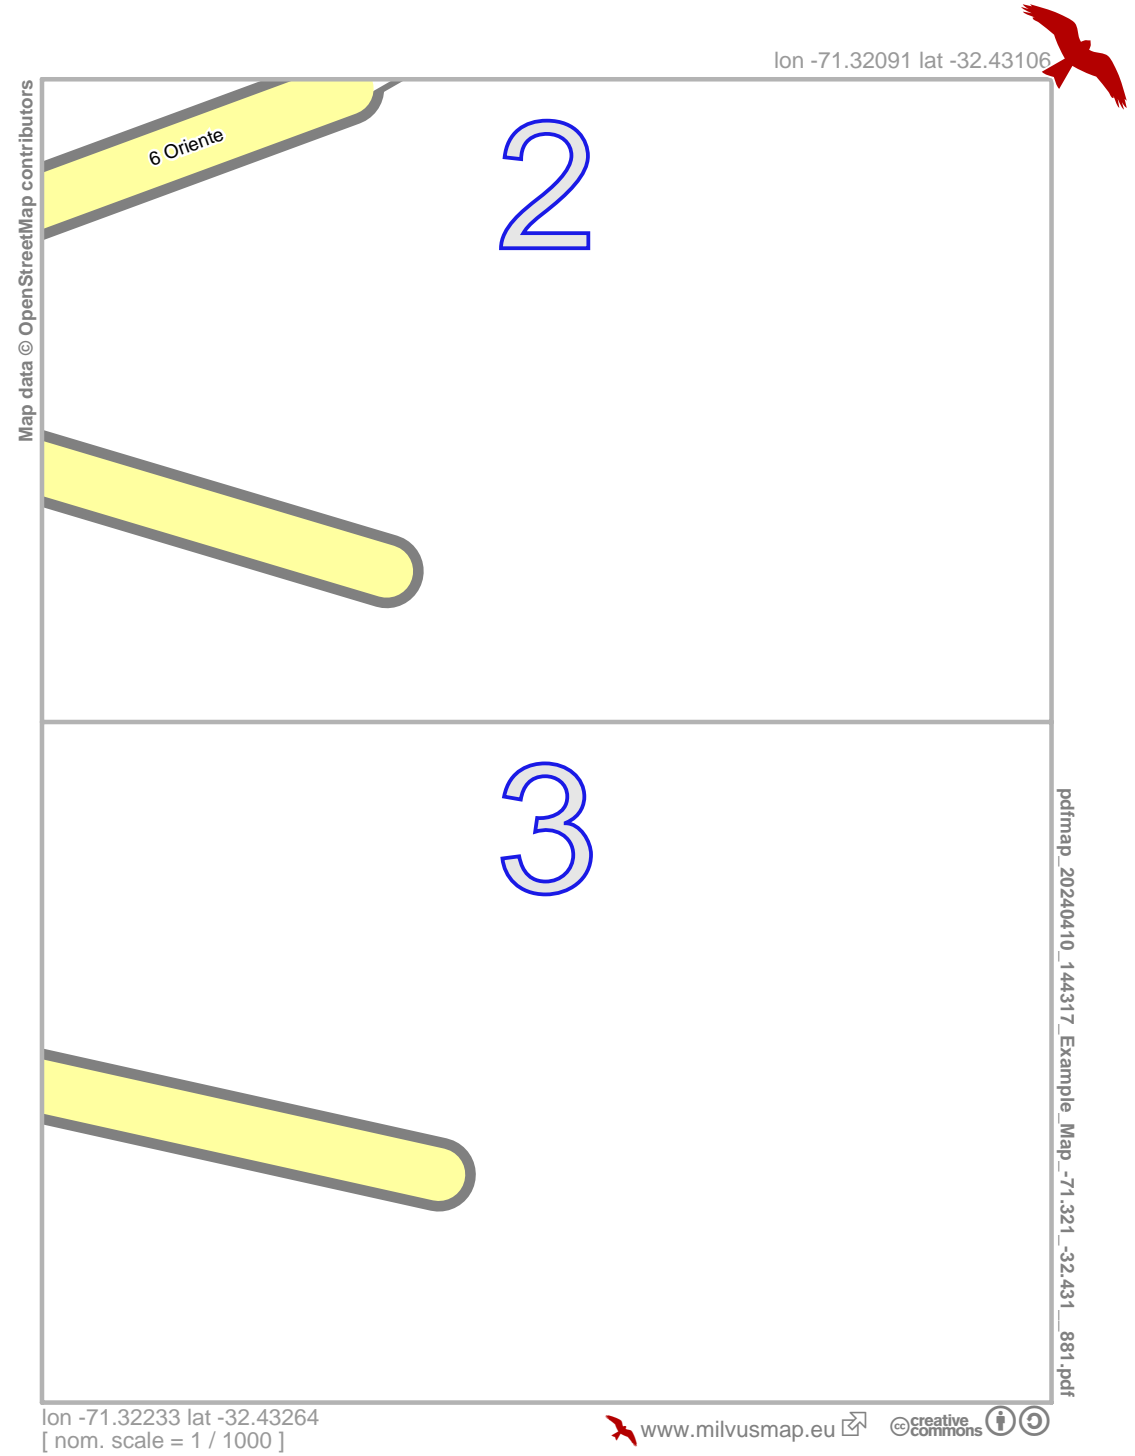 lon -71.32091 lat -32.43106
Map data © OpenStreetMap contributors
6 Oriente
2
3
pdfmap_20240410_144317_Example_Map_-71.321_-32.431__881.pdf
lon -71.32233 lat -32.43264
[ nom. scale = 1 / 1000 ]
www.milvusmap.eu
cc creative commons